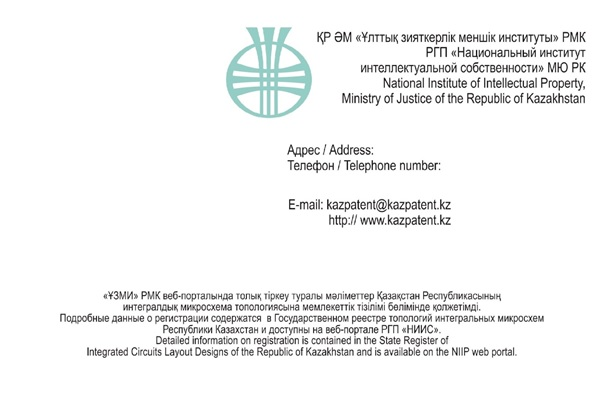 ҚР ӘМ «Ұлттық зияткерлік меншік институты» РМК
РГП «Национальный институт
интеллектуальной собственности» МЮ РК
National Institute of Intellectual Property,
Ministry of Justice of the Republic of Kazakhstan
Адрес / Address:
Телефон / Telephone number:
E-mail: kazpatent@kazpatent.kz
http:// www.kazpatent.kz
«ҰЗМИ» РМК веб-порталында толық тіркеу туралы мәліметтер Қазақстан Республикасының
интегралдық микросхема топологиясына мемлекеттік тізілімі бөлімінде қолжетімді.
Подробные данные о регистрации содержатся в Государственном реестре топологий интегральных микросхем
Республики Казахстан и доступны на веб-портале РГП «НИИС».
Detailed information on registration is contained in the State Register of
Integrated Circuits Layout Designs of the Republic of Kazakhstan and is available on the NIIP web portal.